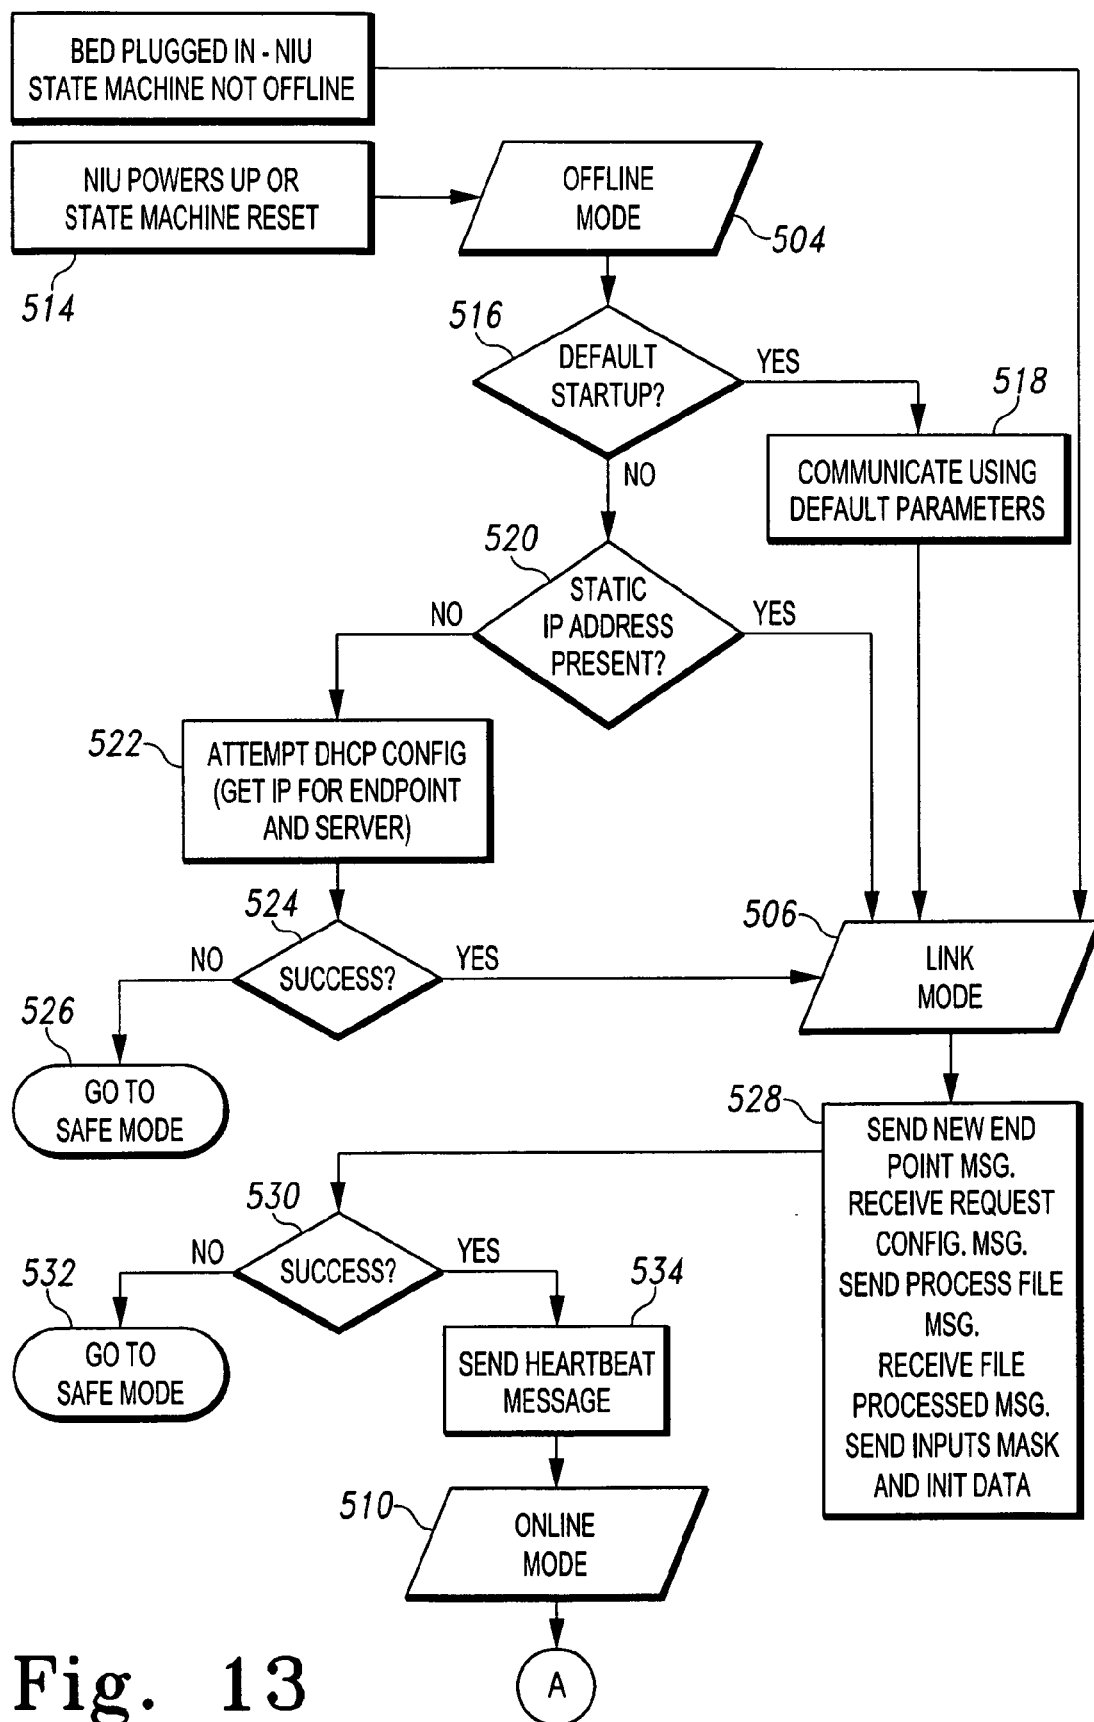 BED PLUGGED IN - NIU
STATE MACHINE NOT OFFLINE
NIU POWERS UP OR
STATE MACHINE RESET
514
OFFLINE
MODE
504
516
DEFAULT
STARTUP?
YES
NO
518
COMMUNICATE USING
DEFAULT PARAMETERS
520
STATIC
IP ADDRESS
PRESENT?
NO
YES
522
ATTEMPT DHCP CONFIG
(GET IP FOR ENDPOINT
AND SERVER)
524
SUCCESS?
NO
YES
506
LINK
MODE
526
GO TO
SAFE MODE
528
SEND NEW END
POINT MSG.
RECEIVE REQUEST
CONFIG. MSG.
SEND PROCESS FILE
MSG.
RECEIVE FILE
PROCESSED MSG.
SEND INPUTS MASK
AND INIT DATA
530
SUCCESS?
NO
YES
532
GO TO
SAFE MODE
534
SEND HEARTBEAT
MESSAGE
510
ONLINE
MODE
A
Fig. 13